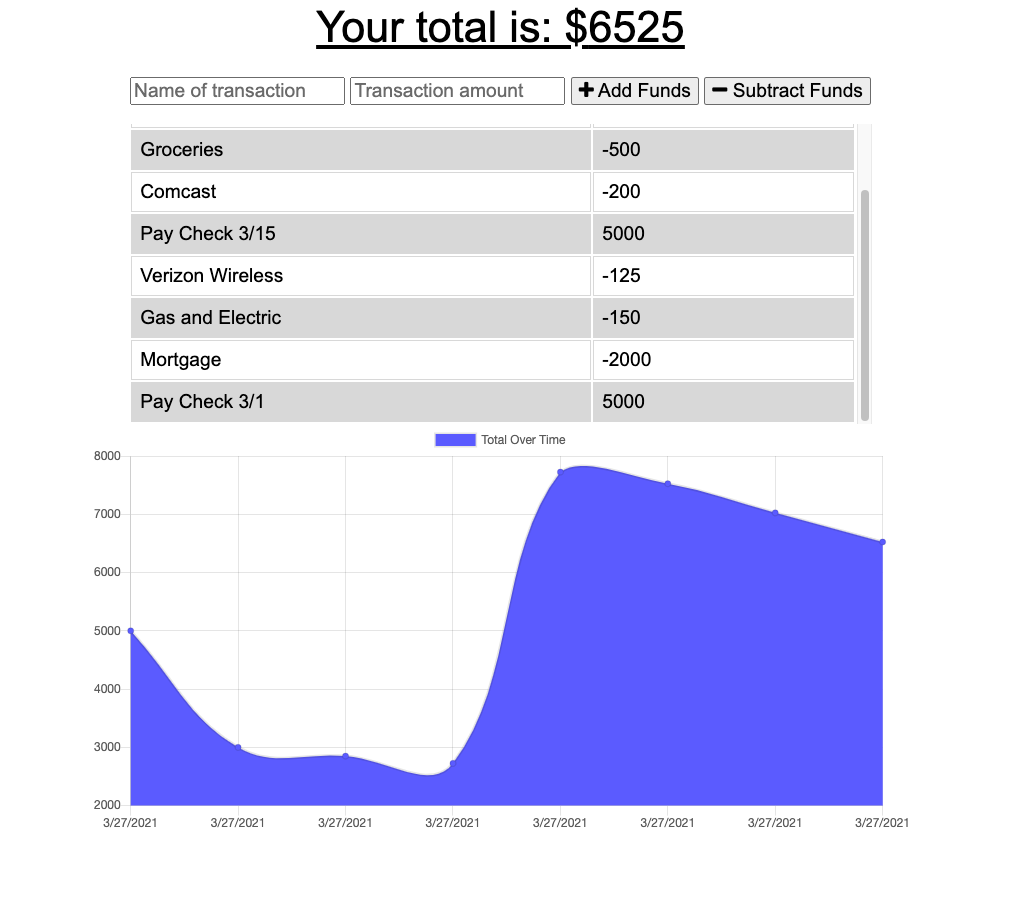 Your total is: $6525
Name of transaction Transaction amount + Add Funds − Subtract Funds
Groceries -500
Comcast -200
Pay Check 3/15 5000
Verizon Wireless -125
Gas and Electric -150
Mortgage -2000
Pay Check 3/1 5000
Total Over Time
8000
7000
6000
5000
4000
3000
2000
3/27/2021 3/27/2021 3/27/2021 3/27/2021 3/27/2021 3/27/2021 3/27/2021 3/27/2021